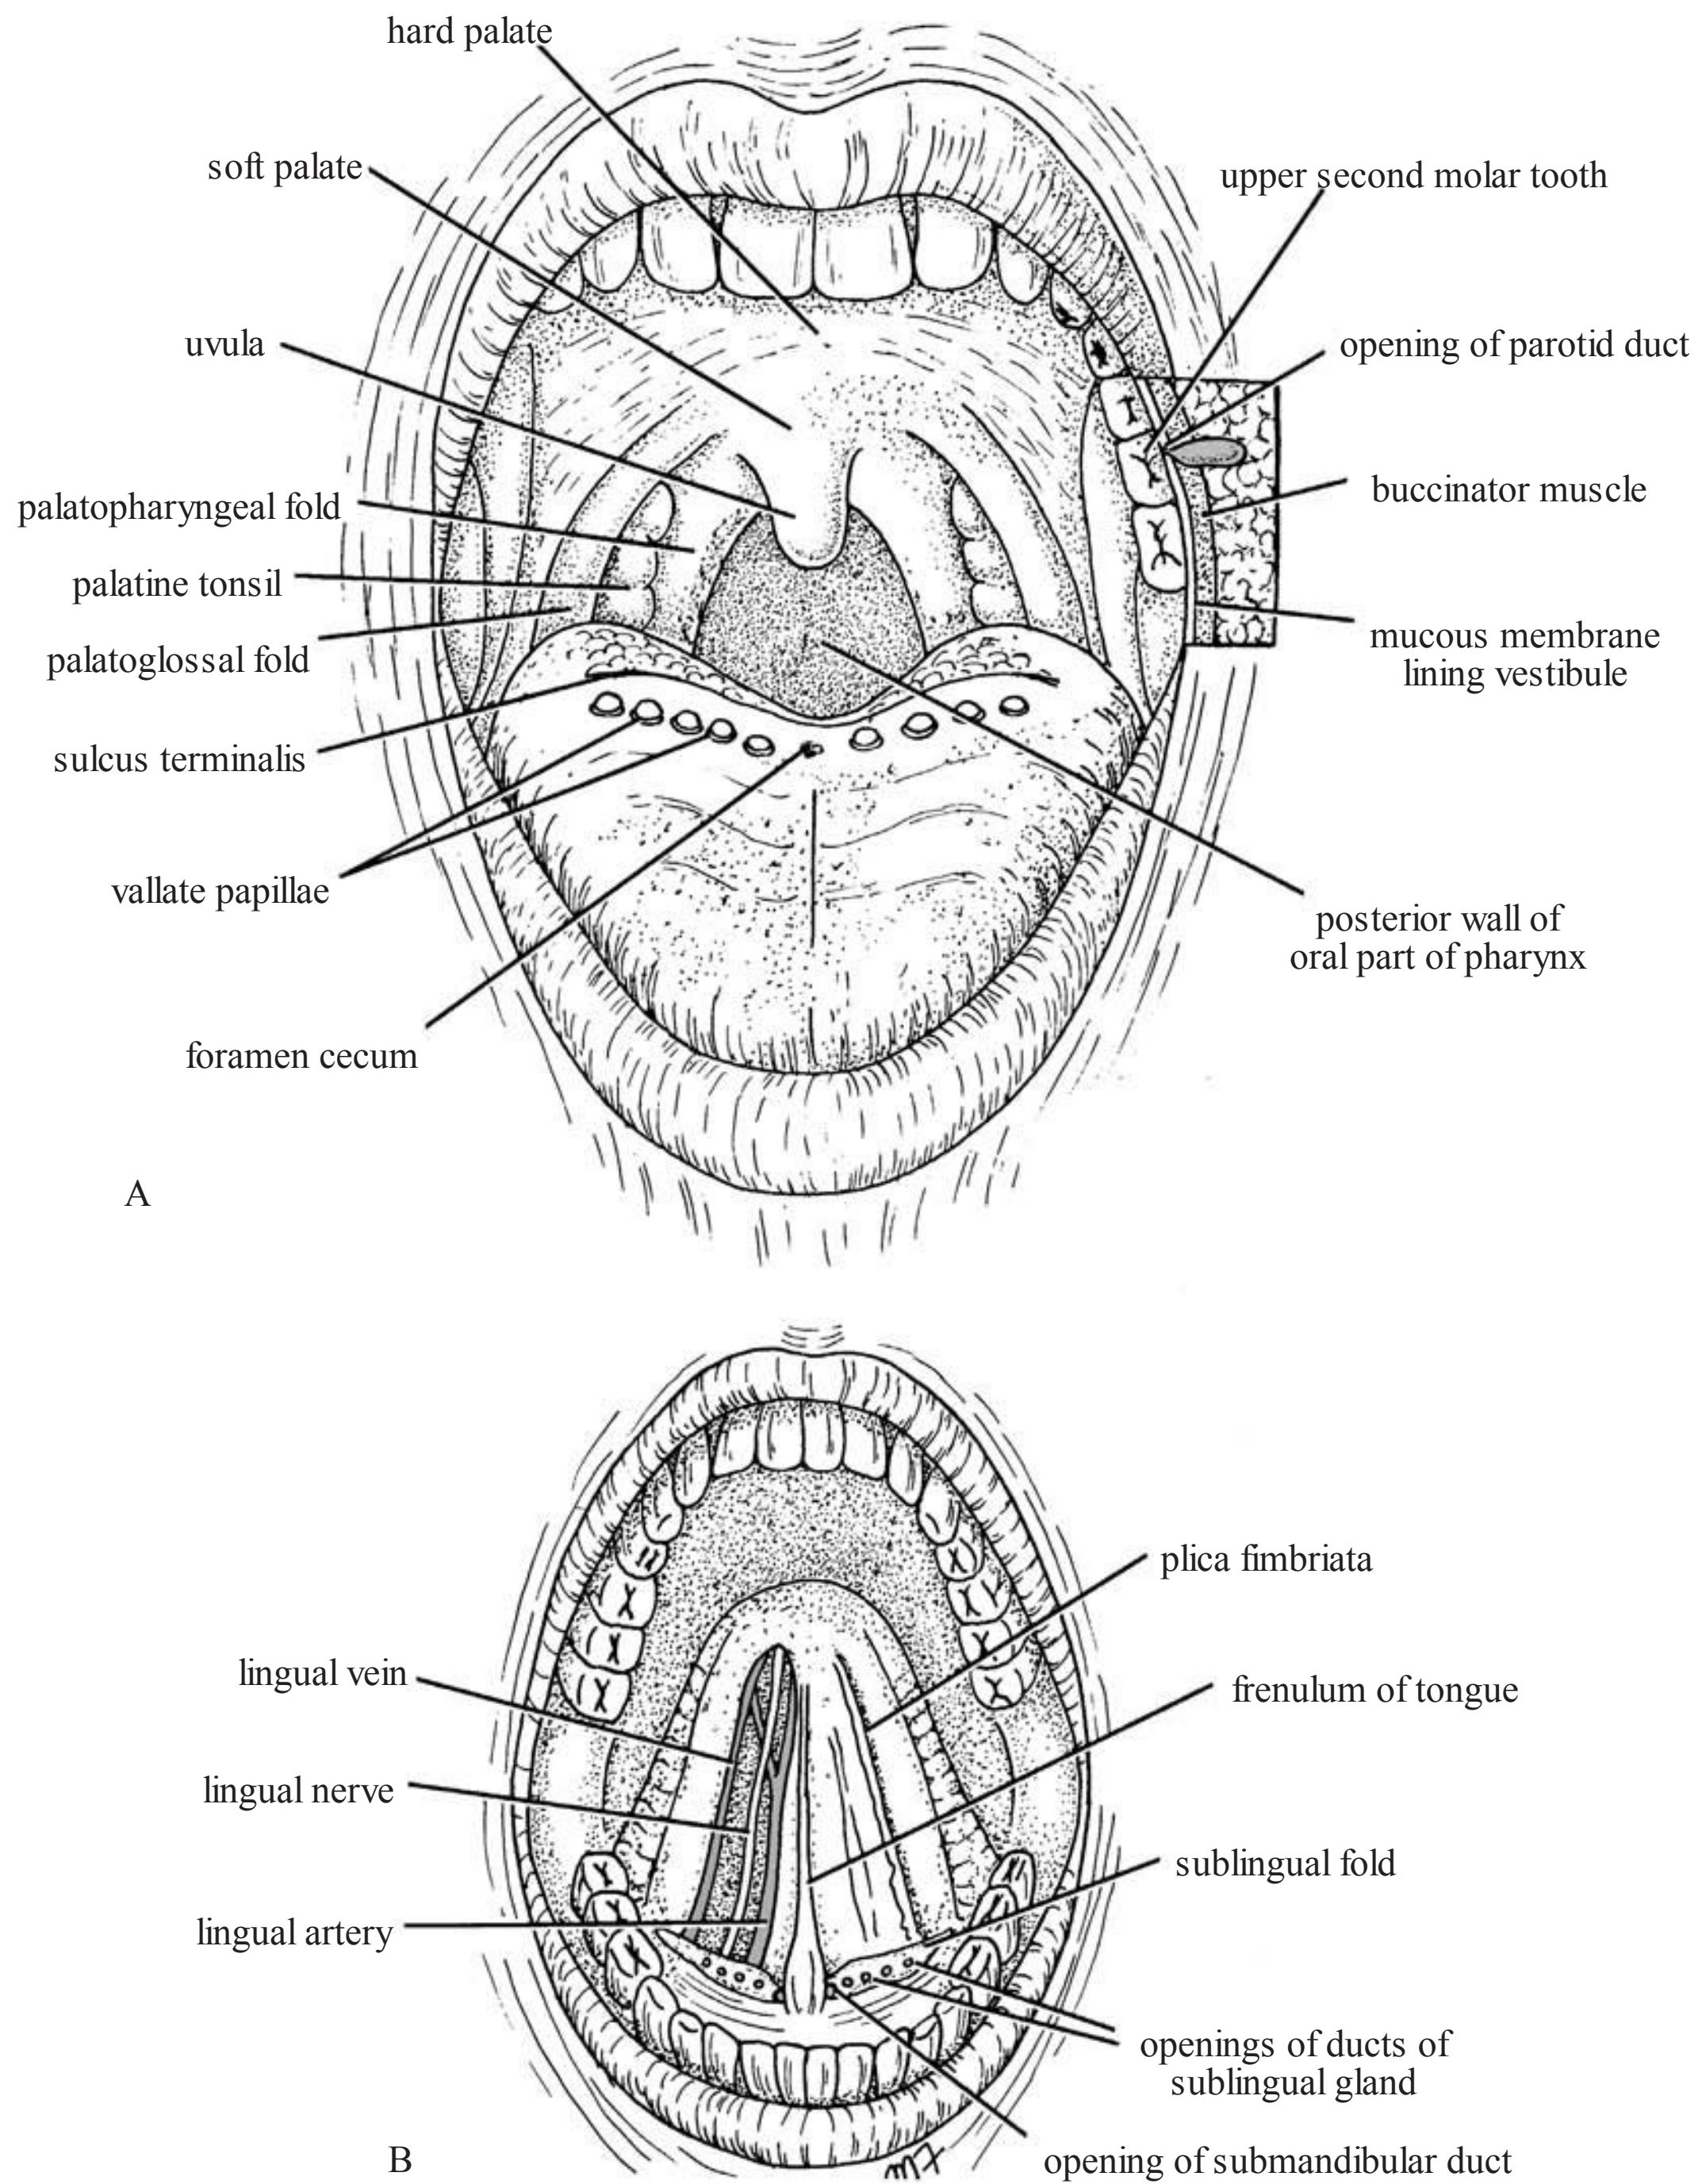 hard palate
soft palate
upper second molar tooth
uvula
opening of parotid duct
buccinator muscle
palatopharyngeal fold
palatine tonsil
palatoglossal fold
mucous membrane
lining vestibule
sulcus terminalis
vallate papillae
posterior wall of
oral part of pharynx
foramen cecum
A
plica fimbriata
lingual vein
frenulum of tongue
lingual nerve
sublingual fold
lingual artery
openings of ducts of
sublingual gland
B
opening of submandibular duct